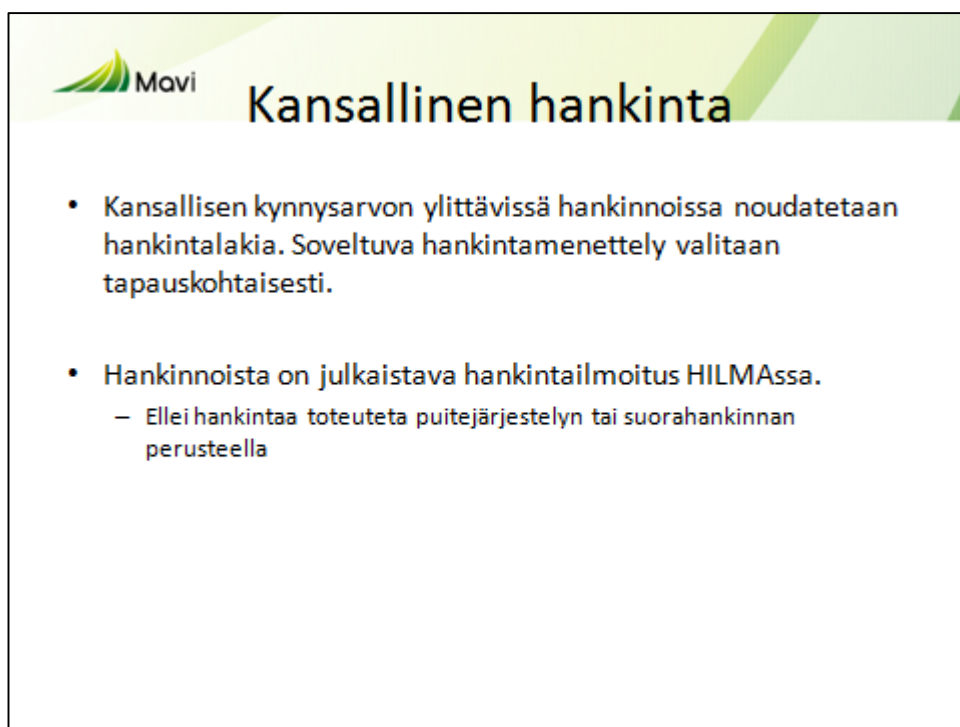 Mavi
Kansallinen hankinta
• Kansallisen kynnysarvon ylittävissä hankinnoissa noudatetaan
hankintalakia. Soveltuva hankintamenettely valitaan
tapauskohtaisesti.
• Hankinnoista on julkaistava hankintailmoitus HILMAssa.
– Ellei hankintaa toteuteta puitejärjestelyn tai suorahankinnan
perusteella